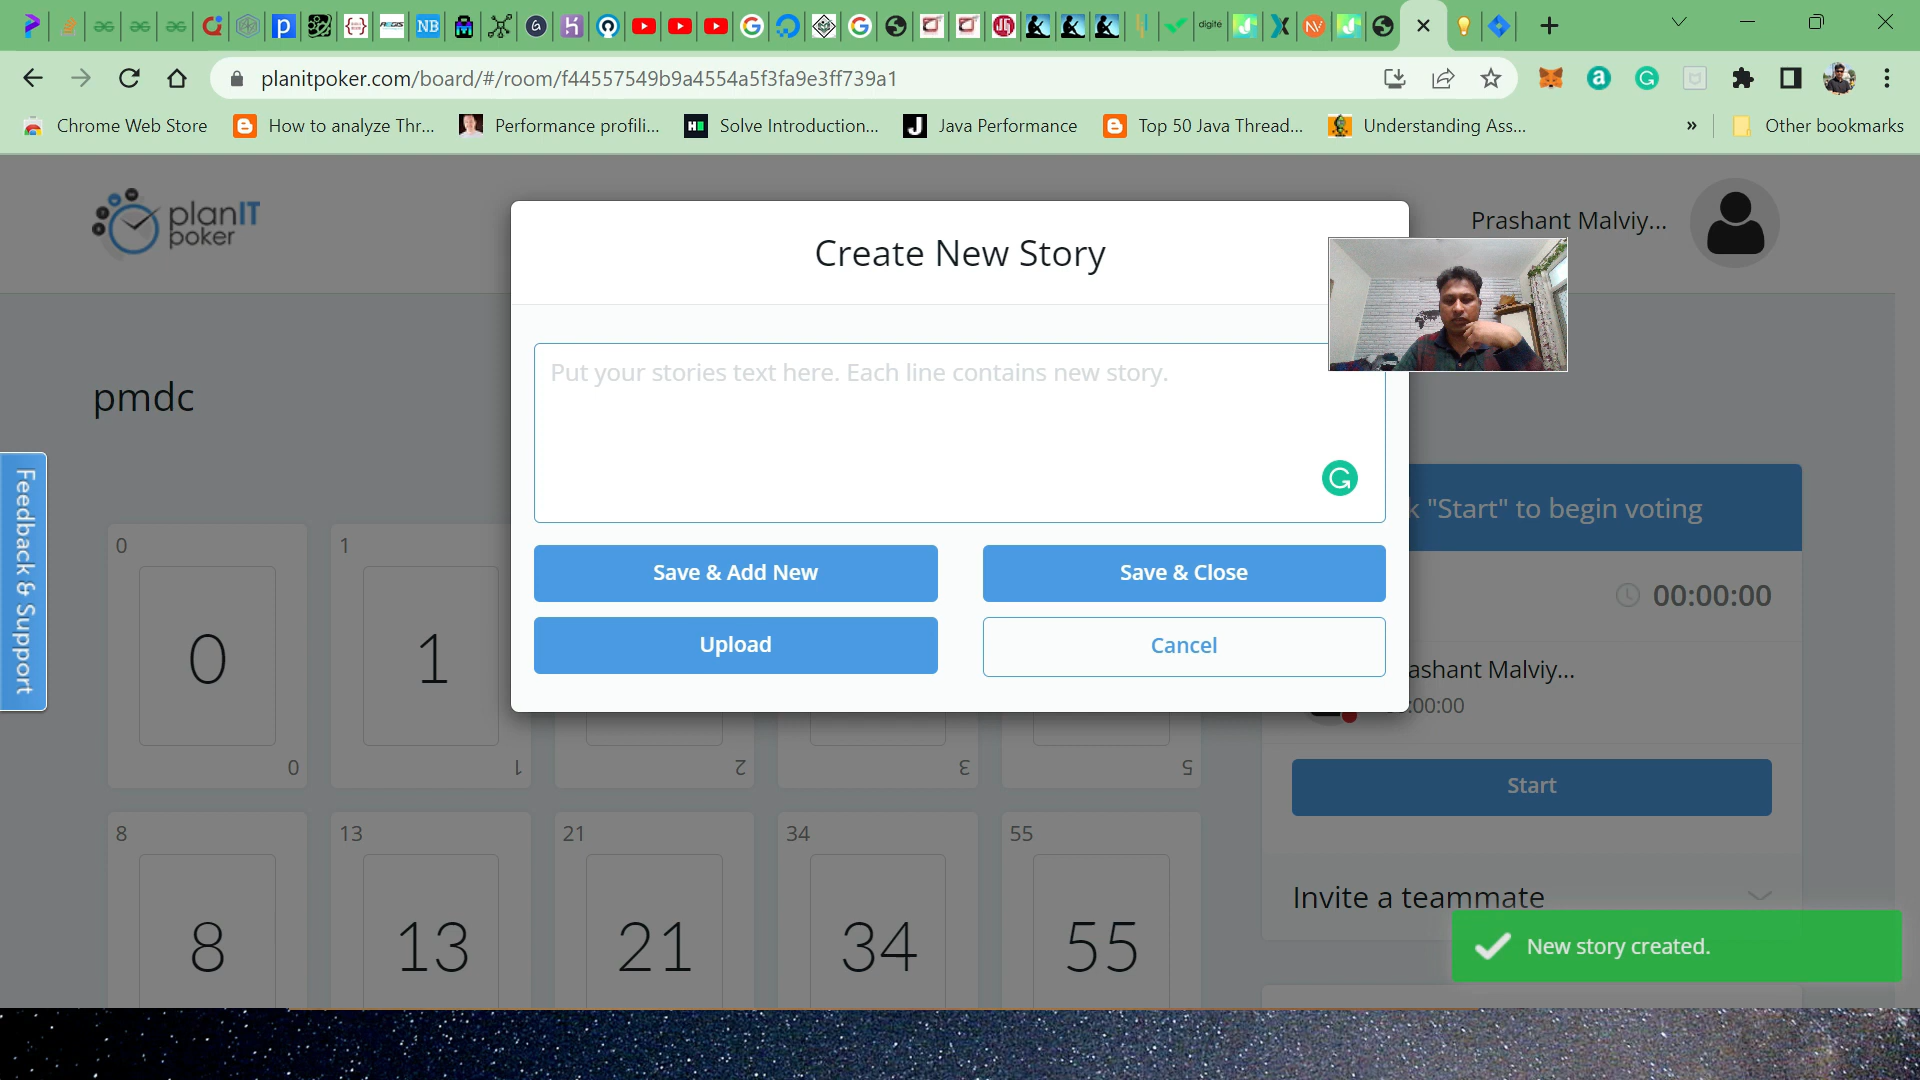 digite
planitpoker.com/board/#/room/f44557549b9a4554a5f3fa9e3ff739a1
Chrome Web Store
How to analyze Thr...
Performance profili...
Solve Introduction...
Java Performance
Top 50 Java Thread...
Understanding Ass...
»
Other bookmarks
planIT
poker
Create New Story
Prashant Malviy...
pmdc
Put your stories text here. Each line contains new story.
Feedback & Support
k "Start" to begin voting
Save & Add New
Save & Close
Upload
Cancel
00:00:00
ashant Malviy...
:00:00
0
0
0
1
1
1
2
3
5
Start
8
8
13
13
21
21
34
34
55
55
Invite a teammate
New story created.